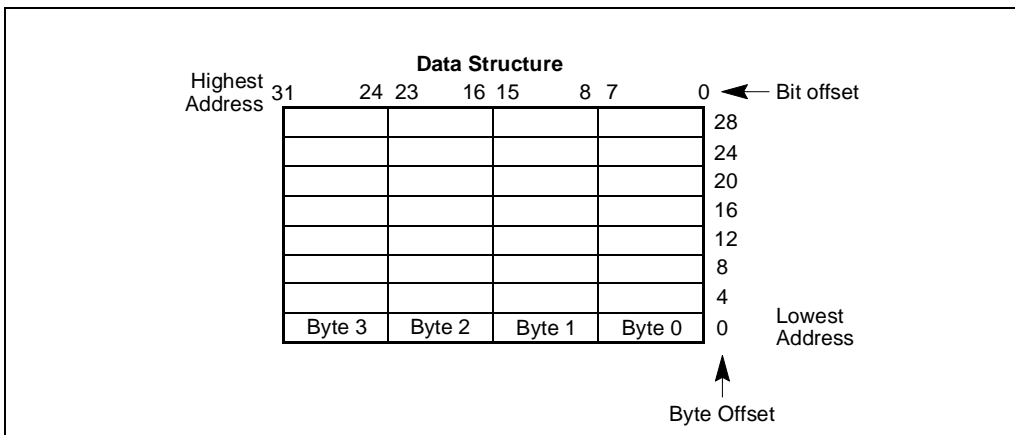 Data Structure
Highest
Address
31 24 23 16 15 8 7 0 Bit offset
28
24
20
16
12
8
4
Byte 3 Byte 2 Byte 1 Byte 0 0
Lowest
Address
Byte Offset